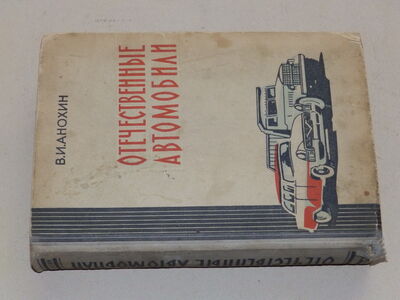 В.И.АНОХИН
ОТЕЧЕСТВЕННЫЕ
АВТОМОБИЛИ
ОТЕЧЕСТВЕННЫЕ АВТОМОБИЛИ